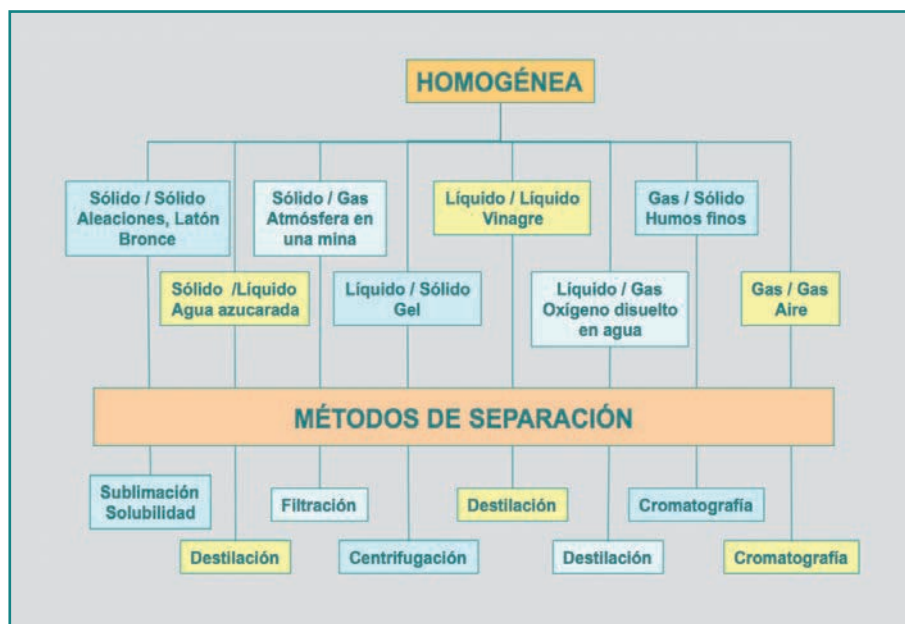 HOMOGÉNEA
Sólido / Sólido
Aleaciones, Latón
Bronce
Sólido / Gas
Atmósfera en
una mina
Líquido / Líquido
Vinagre
Gas / Sólido
Humos finos
Sólido /Líquido
Agua azucarada
Líquido / Sólido
Gel
Líquido / Gas
Oxígeno disuelto
en agua
Gas / Gas
Aire
MÉTODOS DE SEPARACIÓN
Sublimación
Solubilidad
Filtración
Destilación
Cromatografía
Destilación
Centrifugación
Destilación
Cromatografía